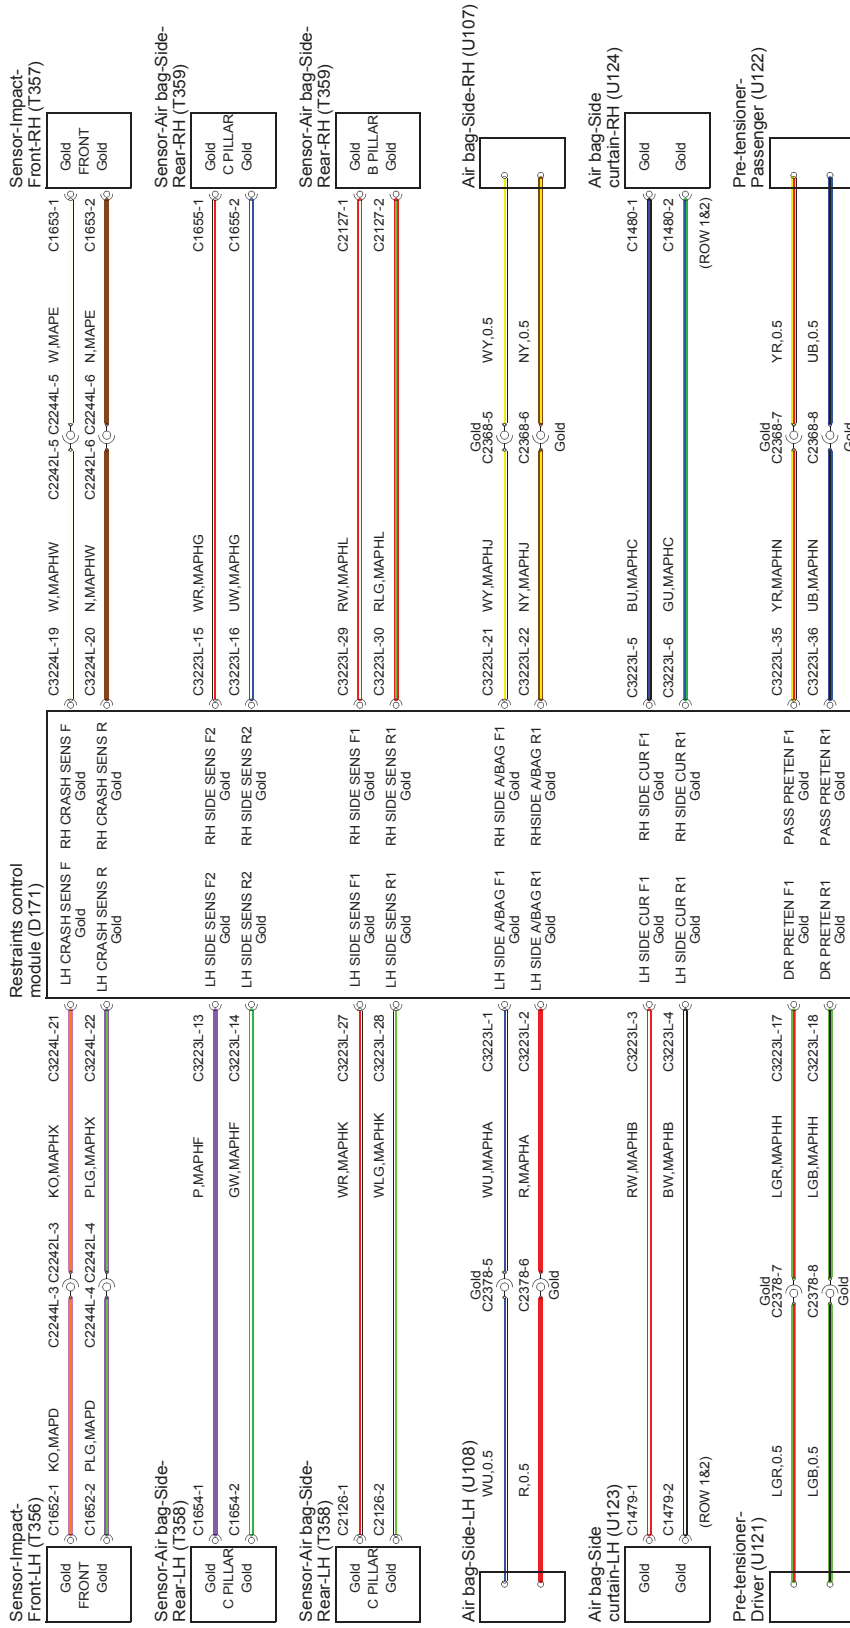 Sensor-Impact-
Front-LH (T356)
Gold
FRONT
Gold
C1652-1
KO,MAPD
C2244L-3
C2242L-3
KO,MAPHX
C3224L-21
C1652-2
PLG,MAPD
C2244L-4
C2242L-4
PLG,MAPHX
C3224L-22
Restraints control
module (D171)
LH CRASH SENS F
Gold
LH CRASH SENS R
Gold
RH CRASH SENS F
Gold
RH CRASH SENS R
Gold
C3224L-19
W,MAPHW
C2242L-5
C2244L-5
W,MAPE
C1653-1
C3224L-20
N,MAPHW
C2242L-6
C2244L-6
N,MAPE
C1653-2
Sensor-Impact-
Front-RH (T357)
Gold
FRONT
Gold
Sensor-Air bag-Side-
Rear-LH (T358)
Gold
C PILLAR
Gold
C1654-1
P,MAPHF
C3223L-13
C1654-2
GW,MAPHF
C3223L-14
LH SIDE SENS F2
Gold
LH SIDE SENS R2
Gold
RH SIDE SENS F2
Gold
RH SIDE SENS R2
Gold
C3223L-15
WR,MAPHG
C1655-1
C3223L-16
UW,MAPHG
C1655-2
Sensor-Air bag-Side-
Rear-RH (T359)
Gold
C PILLAR
Gold
Sensor-Air bag-Side-
Rear-LH (T358)
Gold
C PILLAR
Gold
C2126-1
WR,MAPHK
C3223L-27
C2126-2
WLG,MAPHK
C3223L-28
LH SIDE SENS F1
Gold
LH SIDE SENS R1
Gold
RH SIDE SENS F1
Gold
RH SIDE SENS R1
Gold
C3223L-29
RW,MAPHL
C2127-1
C3223L-30
RLG,MAPHL
C2127-2
Sensor-Air bag-Side-
Rear-RH (T359)
Gold
B PILLAR
Gold
Air bag-Side-LH (U108)
WU,0.5
Gold
C2378-5
WU,MAPHA
C3223L-1
R,0.5
C2378-6
Gold
R,MAPHA
C3223L-2
LH SIDE A/BAG F1
Gold
LH SIDE A/BAG R1
Gold
RH SIDE A/BAG F1
Gold
RHSIDE A/BAG R1
Gold
C3223L-21
WY,MAPHJ
Gold
C2368-5
WY,0.5
C3223L-22
NY,MAPHJ
C2368-6
Gold
NY,0.5
Air bag-Side-RH (U107)
Air bag-Side
curtain-LH (U123)
Gold
Gold
C1479-1
RW,MAPHB
C3223L-3
C1479-2
BW,MAPHB
C3223L-4
(ROW 1&2)
LH SIDE CUR F1
Gold
LH SIDE CUR R1
Gold
RH SIDE CUR F1
Gold
RH SIDE CUR R1
Gold
C3223L-5
BU,MAPHC
C1480-1
C3223L-6
GU,MAPHC
C1480-2
(ROW 1&2)
Air bag-Side
curtain-RH (U124)
Gold
Gold
Pre-tensioner-
Driver (U121)
LGR,0.5
Gold
C2378-7
LGR,MAPHH
C3223L-17
LGB,0.5
C2378-8
Gold
LGB,MAPHH
C3223L-18
DR PRETEN F1
Gold
DR PRETEN R1
Gold
PASS PRETEN F1
Gold
PASS PRETEN R1
Gold
C3223L-35
YR,MAPHN
Gold
C2368-7
YR,0.5
C3223L-36
UB,MAPHN
C2368-8
Gold
UB,0.5
Pre-tensioner-
Passenger (U122)